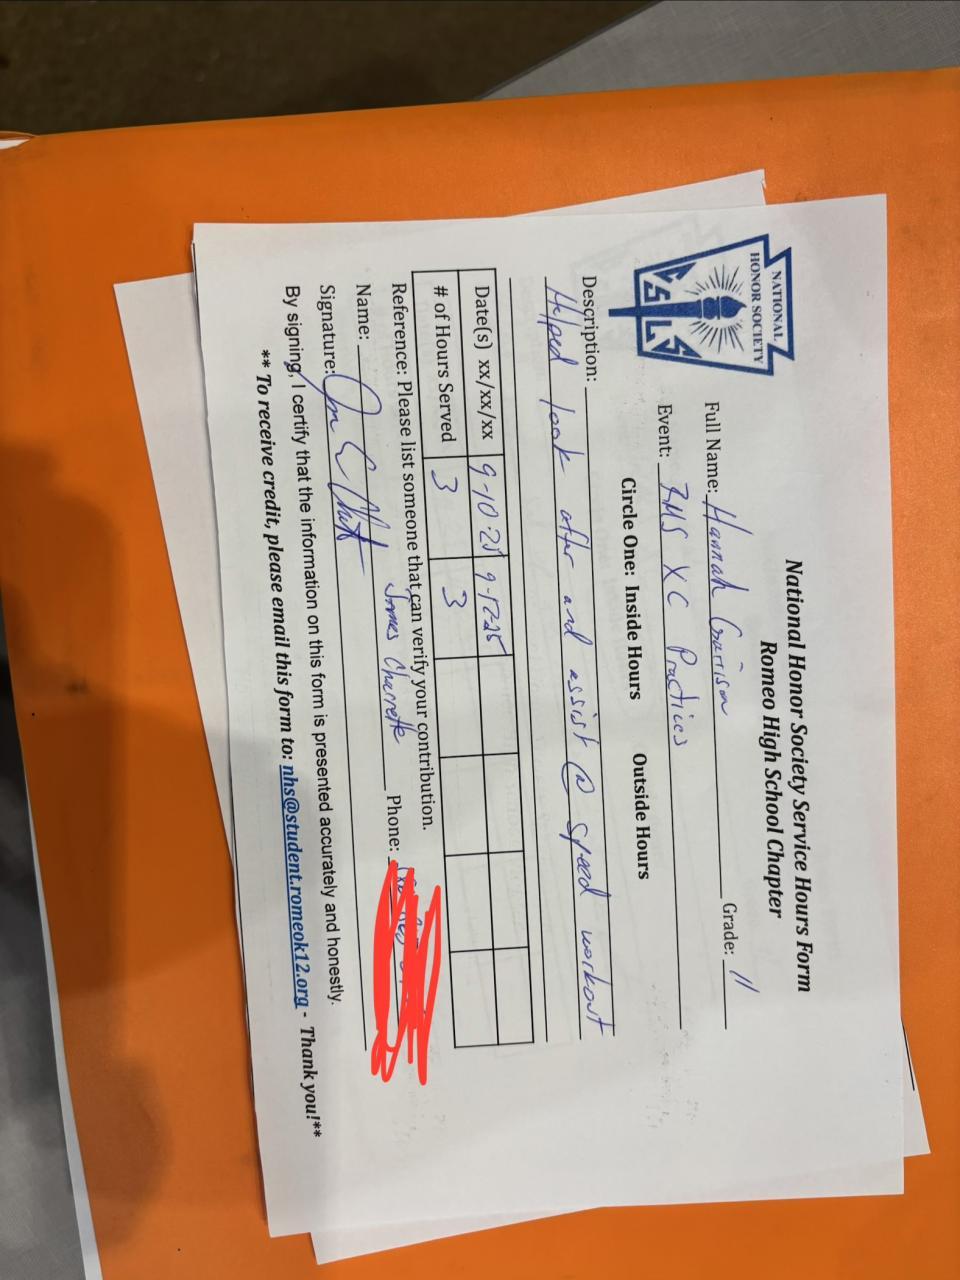 NATIONAL
HONOR SOCIETY
CSLS
National Honor Society Service Hours Form
Romeo High School Chapter
Full Name: Hannah Garrison Grade: 11
Event: RMS XC Practices
Circle One: Inside Hours Outside Hours
Description:
Helped look after and assist @ speed workout
Date(s) xx/xx/xx 9-10-25 9-17-25
# of Hours Served 3 3
Reference: Please list someone that can verify your contribution.
Name: James Charrette Phone:
Signature:
By signing, I certify that the information on this form is presented accurately and honestly.
** To receive credit, please email this form to: nhs@student.romeok12.org - Thank you!**